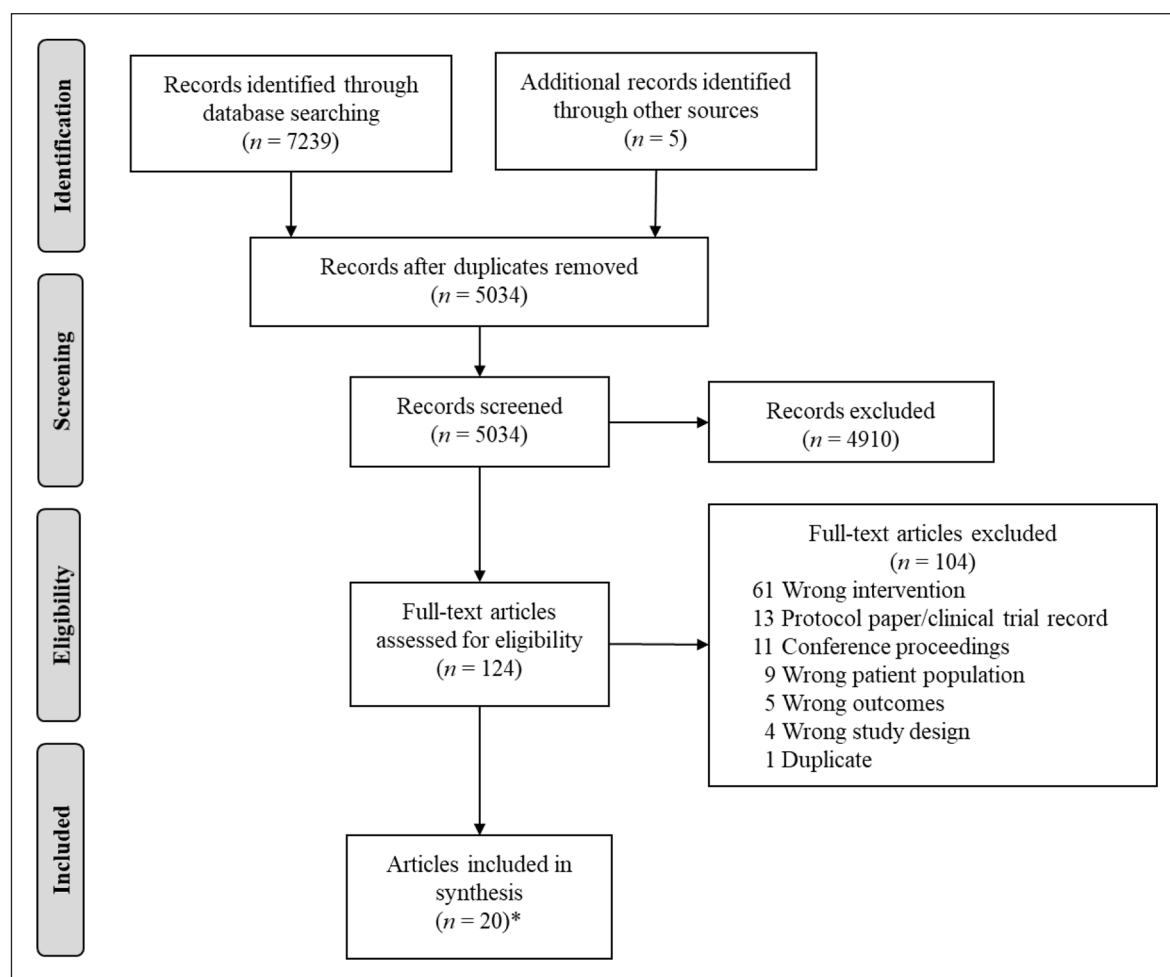 Identification
Records identified through
database searching
(n = 7239)
Additional records identified
through other sources
(n = 5)
Records after duplicates removed
(n = 5034)
Screening
Records screened
(n = 5034)
Records excluded
(n = 4910)
Eligibility
Full-text articles
assessed for eligibility
(n = 124)
Full-text articles excluded
(n = 104)
61 Wrong intervention
13 Protocol paper/clinical trial record
11 Conference proceedings
9 Wrong patient population
5 Wrong outcomes
4 Wrong study design
1 Duplicate
Included
Articles included in
synthesis
(n = 20)*